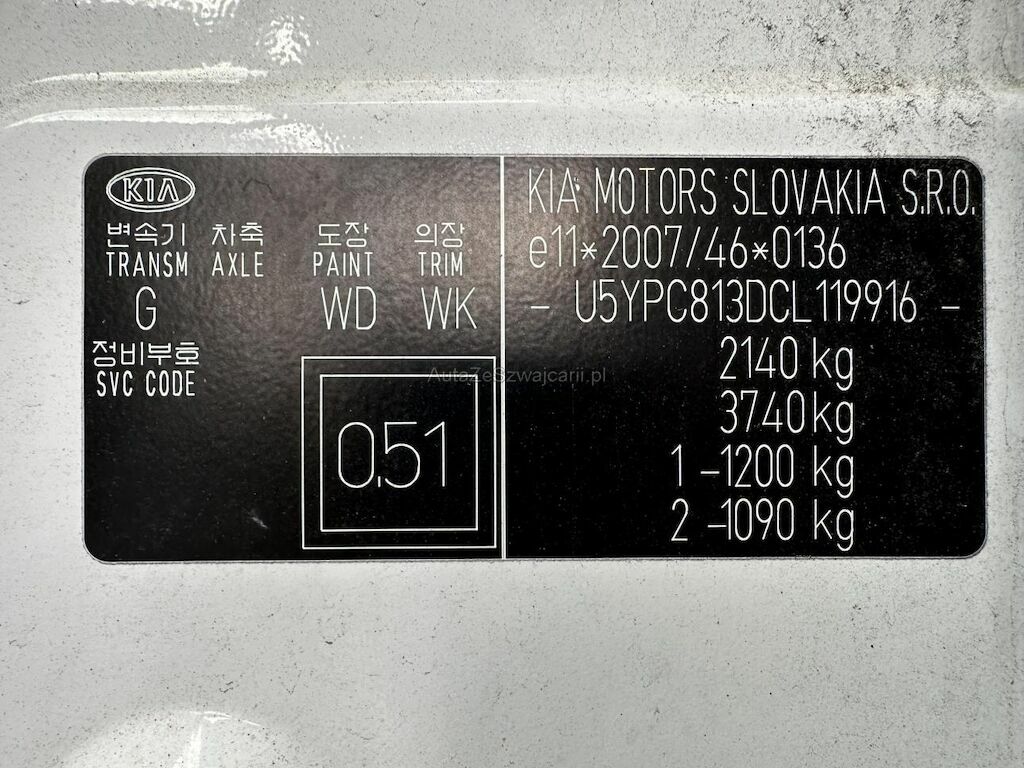 KIA
변속기 차축 도장 의장
TRANSM AXLE PAINT TRIM
G WD WK
정비부호
SVC CODE
0.51
KIA MOTORS SLOVAKIA S.R.O.
e11*2007/46*0136
- U5YPC813DCL119916 -
2140 kg
3740 kg
1 -1200 kg
2 -1090 kg
AutaZeSzwajcarii.pl